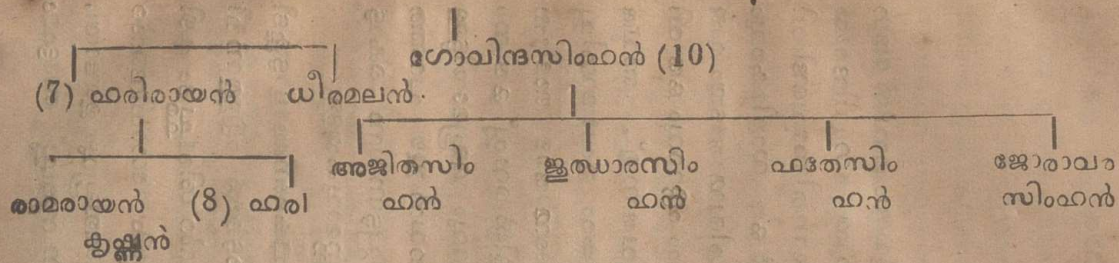 ഗോവിന്ദസിംഹൻ (10)
(7) ഹരിരായൻ ധീരമലൻ.
അജിതസിം ജുഝാരസിം ഫതേസിം ജോരാവര
രാമരായൻ (8) ഹരി ഹൻ ഹൻ ഹൻ സിംഹൻ
കൃഷ്ണൻ